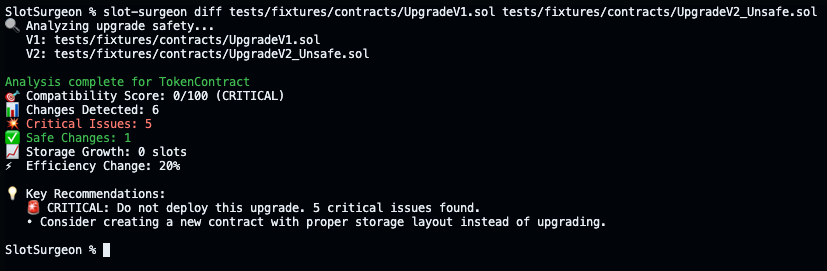 SlotSurgeon % slot-surgeon diff tests/fixtures/contracts/UpgradeV1.sol tests/fixtures/contracts/UpgradeV2_Unsafe.sol
🔍 Analyzing upgrade safety...
V1: tests/fixtures/contracts/UpgradeV1.sol
V2: tests/fixtures/contracts/UpgradeV2_Unsafe.sol
Analysis complete for TokenContract
🎯 Compatibility Score: 0/100 (CRITICAL)
📊 Changes Detected: 6
💥 Critical Issues: 5
✅ Safe Changes: 1
📈 Storage Growth: 0 slots
⚡ Efficiency Change: 20%
💡 Key Recommendations:
🚨 CRITICAL: Do not deploy this upgrade. 5 critical issues found.
• Consider creating a new contract with proper storage layout instead of upgrading.
SlotSurgeon %